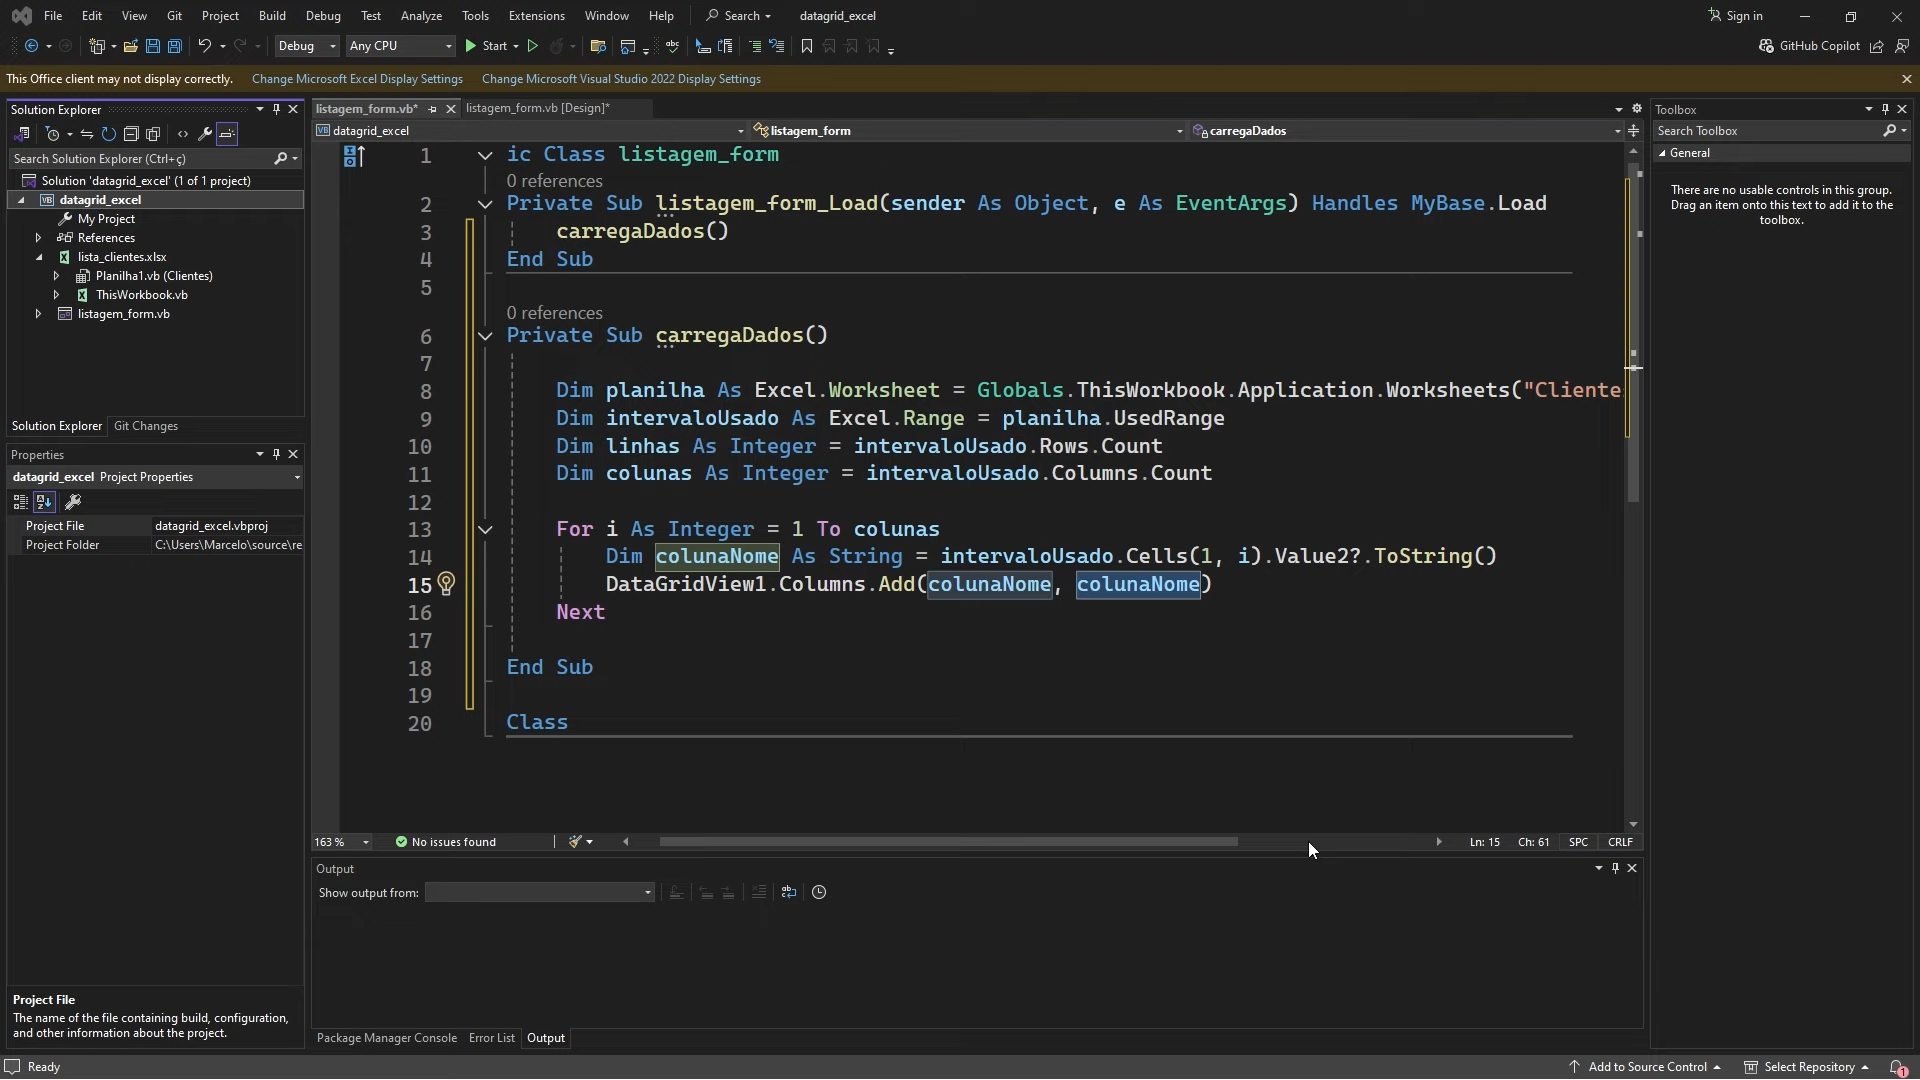 File Edit View Git Project Build Debug Test Analyze Tools Extensions Window Help Search datagrid_excel Sign in
Debug Any CPU Start GitHub Copilot
This Office client may not display correctly. Change Microsoft Excel Display Settings Change Microsoft Visual Studio 2022 Display Settings
Solution Explorer
Search Solution Explorer (Ctrl+ç)
Solution 'datagrid_excel' (1 of 1 project)
VB datagrid_excel
My Project
References
lista_clientes.xlsx
Planilha1.vb (Clientes)
ThisWorkbook.vb
listagem_form.vb
Solution Explorer Git Changes
Properties
datagrid_excel Project Properties
Project File datagrid_excel.vbproj
Project Folder C:\Users\Marcelo\source\re
Project File
The name of the file containing build, configuration,
and other information about the project.
listagem_form.vb* listagem_form.vb [Design]*
VB datagrid_excel listagem_form carregaDados
1 ic Class listagem_form
0 references
2 Private Sub listagem_form_Load(sender As Object, e As EventArgs) Handles MyBase.Load
3 carregaDados()
4 End Sub
5
0 references
6 Private Sub carregaDados()
7
8 Dim planilha As Excel.Worksheet = Globals.ThisWorkbook.Application.Worksheets("Cliente
9 Dim intervaloUsado As Excel.Range = planilha.UsedRange
10 Dim linhas As Integer = intervaloUsado.Rows.Count
11 Dim colunas As Integer = intervaloUsado.Columns.Count
12
13 For i As Integer = 1 To colunas
14 Dim colunaNome As String = intervaloUsado.Cells(1, i).Value2?.ToString()
15 DataGridView1.Columns.Add(colunaNome, colunaNome)
16 Next
17
18 End Sub
19
20 Class
163 % No issues found Ln: 15 Ch: 61 SPC CRLF
Output
Show output from:
Package Manager Console Error List Output
Toolbox
Search Toolbox
General
There are no usable controls in this group.
Drag an item onto this text to add it to the
toolbox.
Ready Add to Source Control Select Repository 1